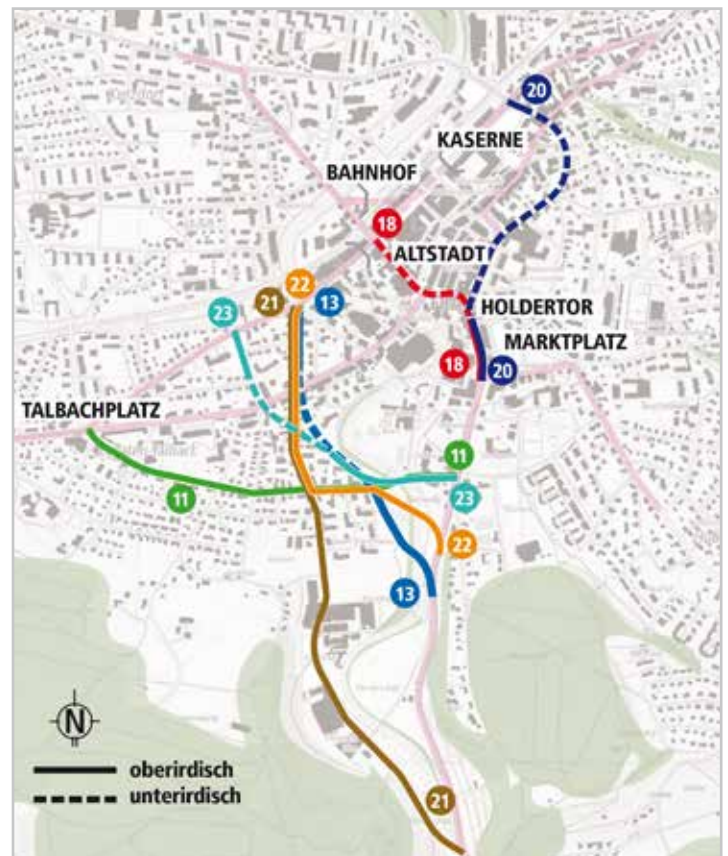 20
KASERNE
BAHNHOF
18
ALTSTADT
22
21
13
23
HOLDERTOR
MARKTPLATZ
18
20
TALBACHPLATZ
11
11
23
22
13
N
oberirdisch
unterirdisch
21